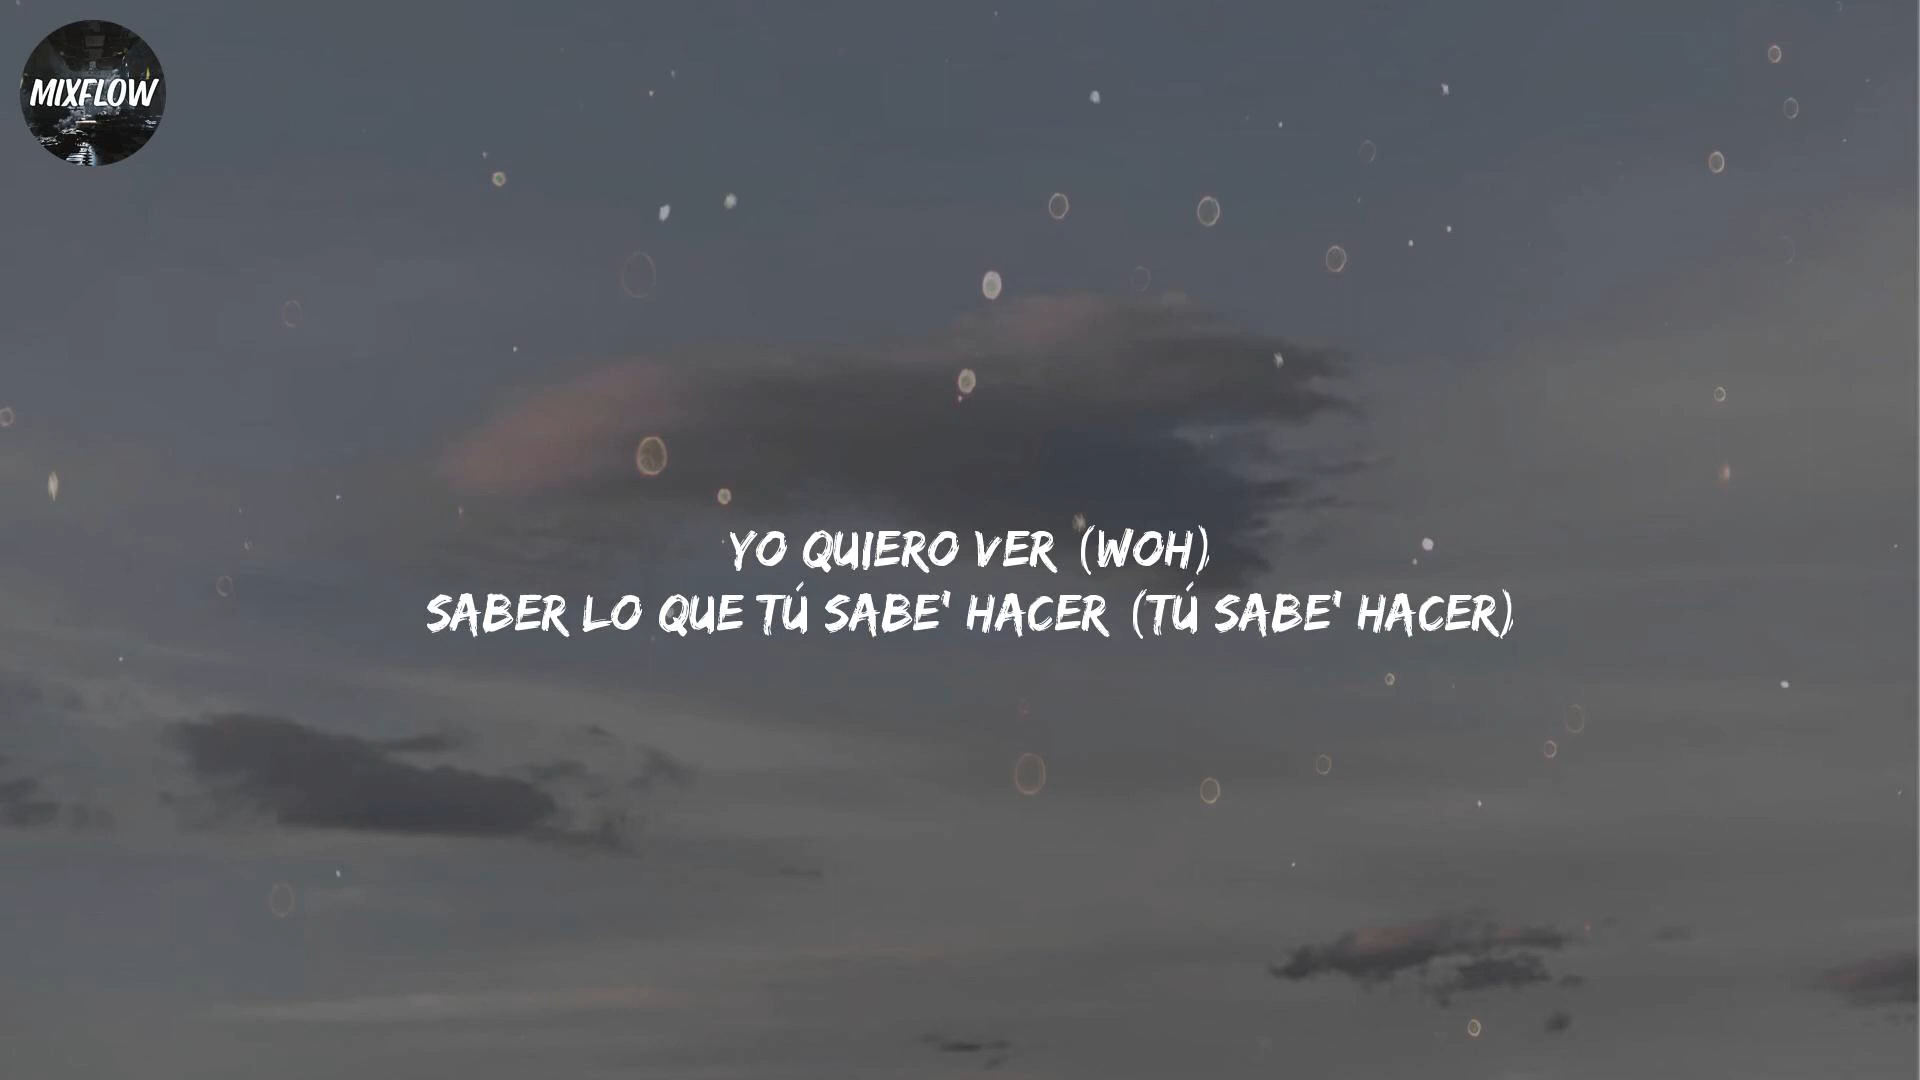 MIXFLOW
YO QUIERO VER (WOH)
SABER LO QUE TÚ SABE' HACER (TÚ SABE' HACER)